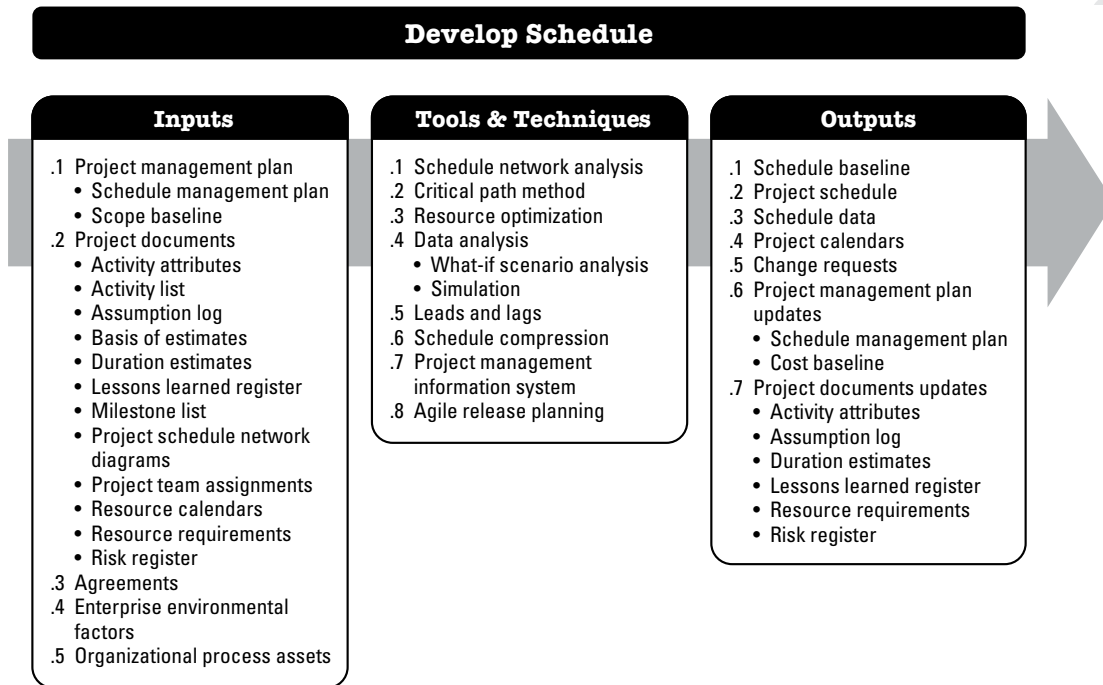 Develop Schedule
Inputs
.1 Project management plan
• Schedule management plan
• Scope baseline
.2 Project documents
• Activity attributes
• Activity list
• Assumption log
• Basis of estimates
• Duration estimates
• Lessons learned register
• Milestone list
• Project schedule network
diagrams
• Project team assignments
• Resource calendars
• Resource requirements
• Risk register
.3 Agreements
.4 Enterprise environmental
factors
.5 Organizational process assets
Tools & Techniques
.1 Schedule network analysis
.2 Critical path method
.3 Resource optimization
.4 Data analysis
• What-if scenario analysis
• Simulation
.5 Leads and lags
.6 Schedule compression
.7 Project management
information system
.8 Agile release planning
Outputs
.1 Schedule baseline
.2 Project schedule
.3 Schedule data
.4 Project calendars
.5 Change requests
.6 Project management plan
updates
• Schedule management plan
• Cost baseline
.7 Project documents updates
• Activity attributes
• Assumption log
• Duration estimates
• Lessons learned register
• Resource requirements
• Risk register